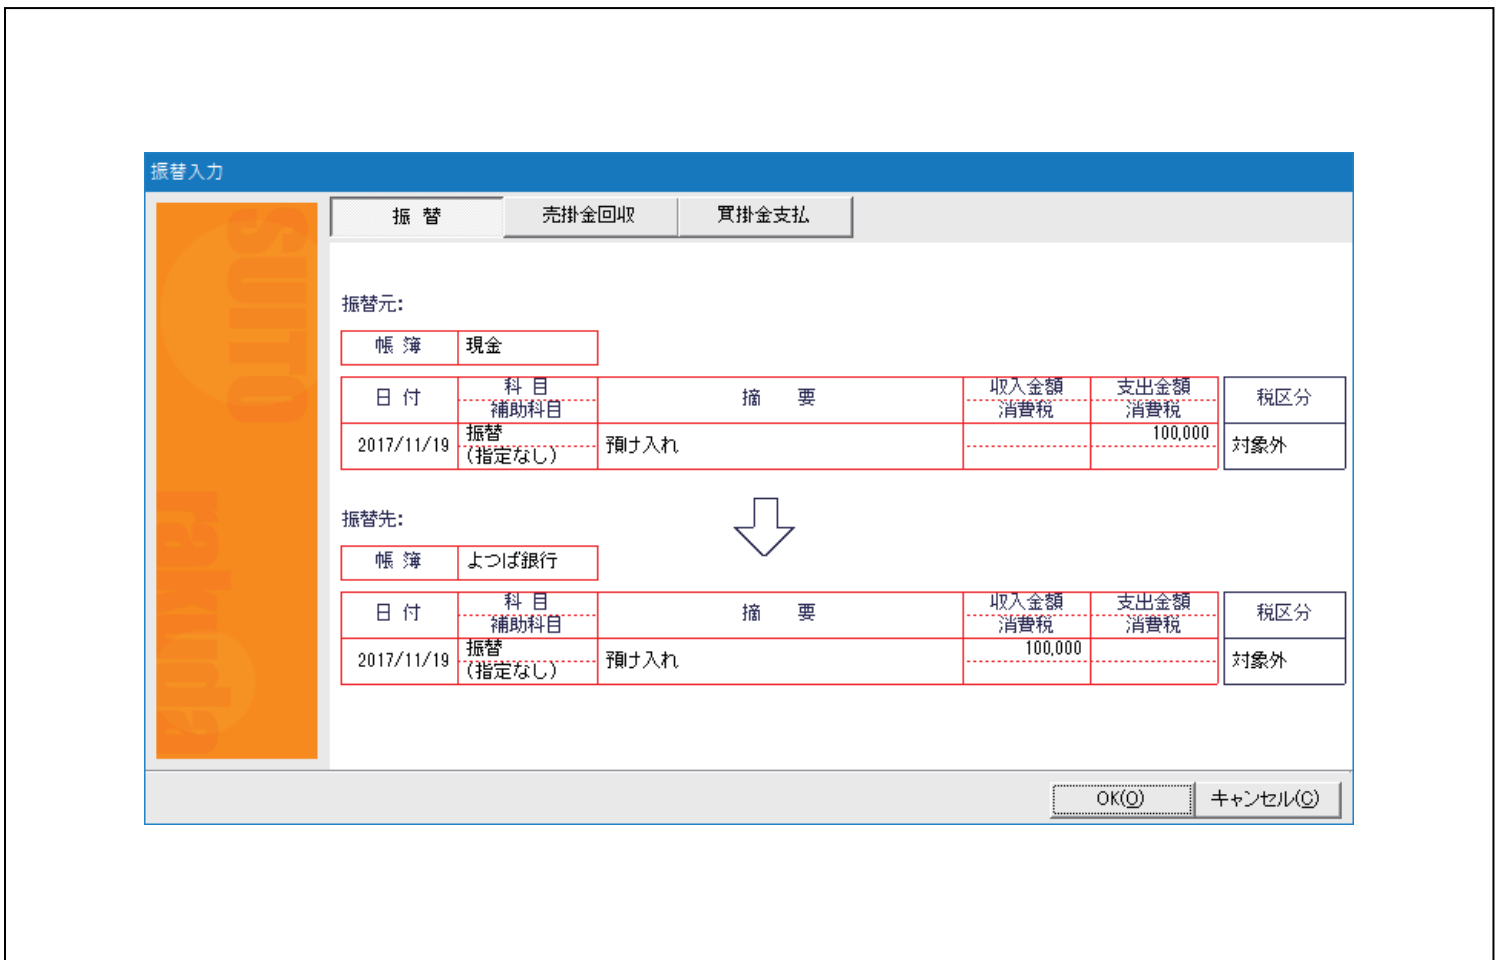 振替入力
振 替
売掛金回収
買掛金支払
SUITO
rakuda
振替元:
帳 簿 現金
日 付 科 目 摘 要 収入金額 支出金額 税区分
補助科目 消費税 消費税
2017/11/19 振替 預け入れ 100,000 対象外
(指定なし)
振替先:
帳 簿 よつば銀行
日 付 科 目 摘 要 収入金額 支出金額 税区分
補助科目 消費税 消費税
2017/11/19 振替 預け入れ 100,000 対象外
(指定なし)
OK(O) キャンセル(C)